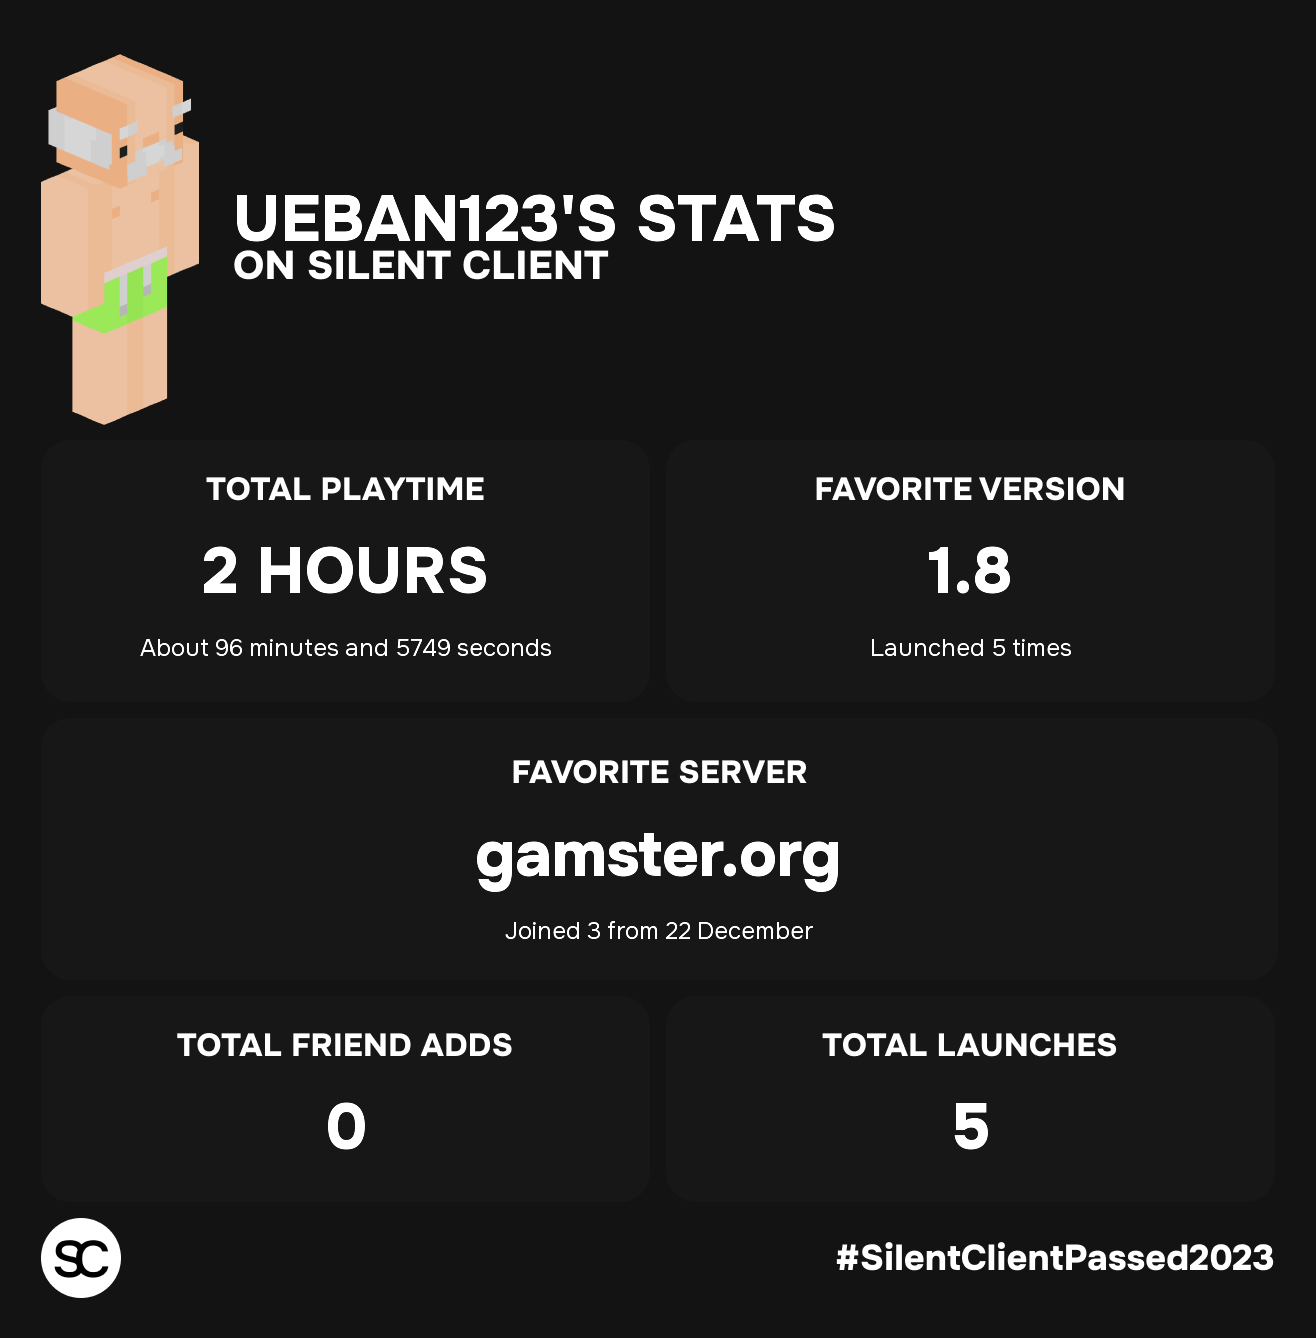 UEBAN123'S STATS
ON SILENT CLIENT
TOTAL PLAYTIME
2 HOURS
About 96 minutes and 5749 seconds
FAVORITE VERSION
1.8
Launched 5 times
FAVORITE SERVER
gamster.org
Joined 3 from 22 December
TOTAL FRIEND ADDS
0
TOTAL LAUNCHES
5
SC
#SilentClientPassed2023